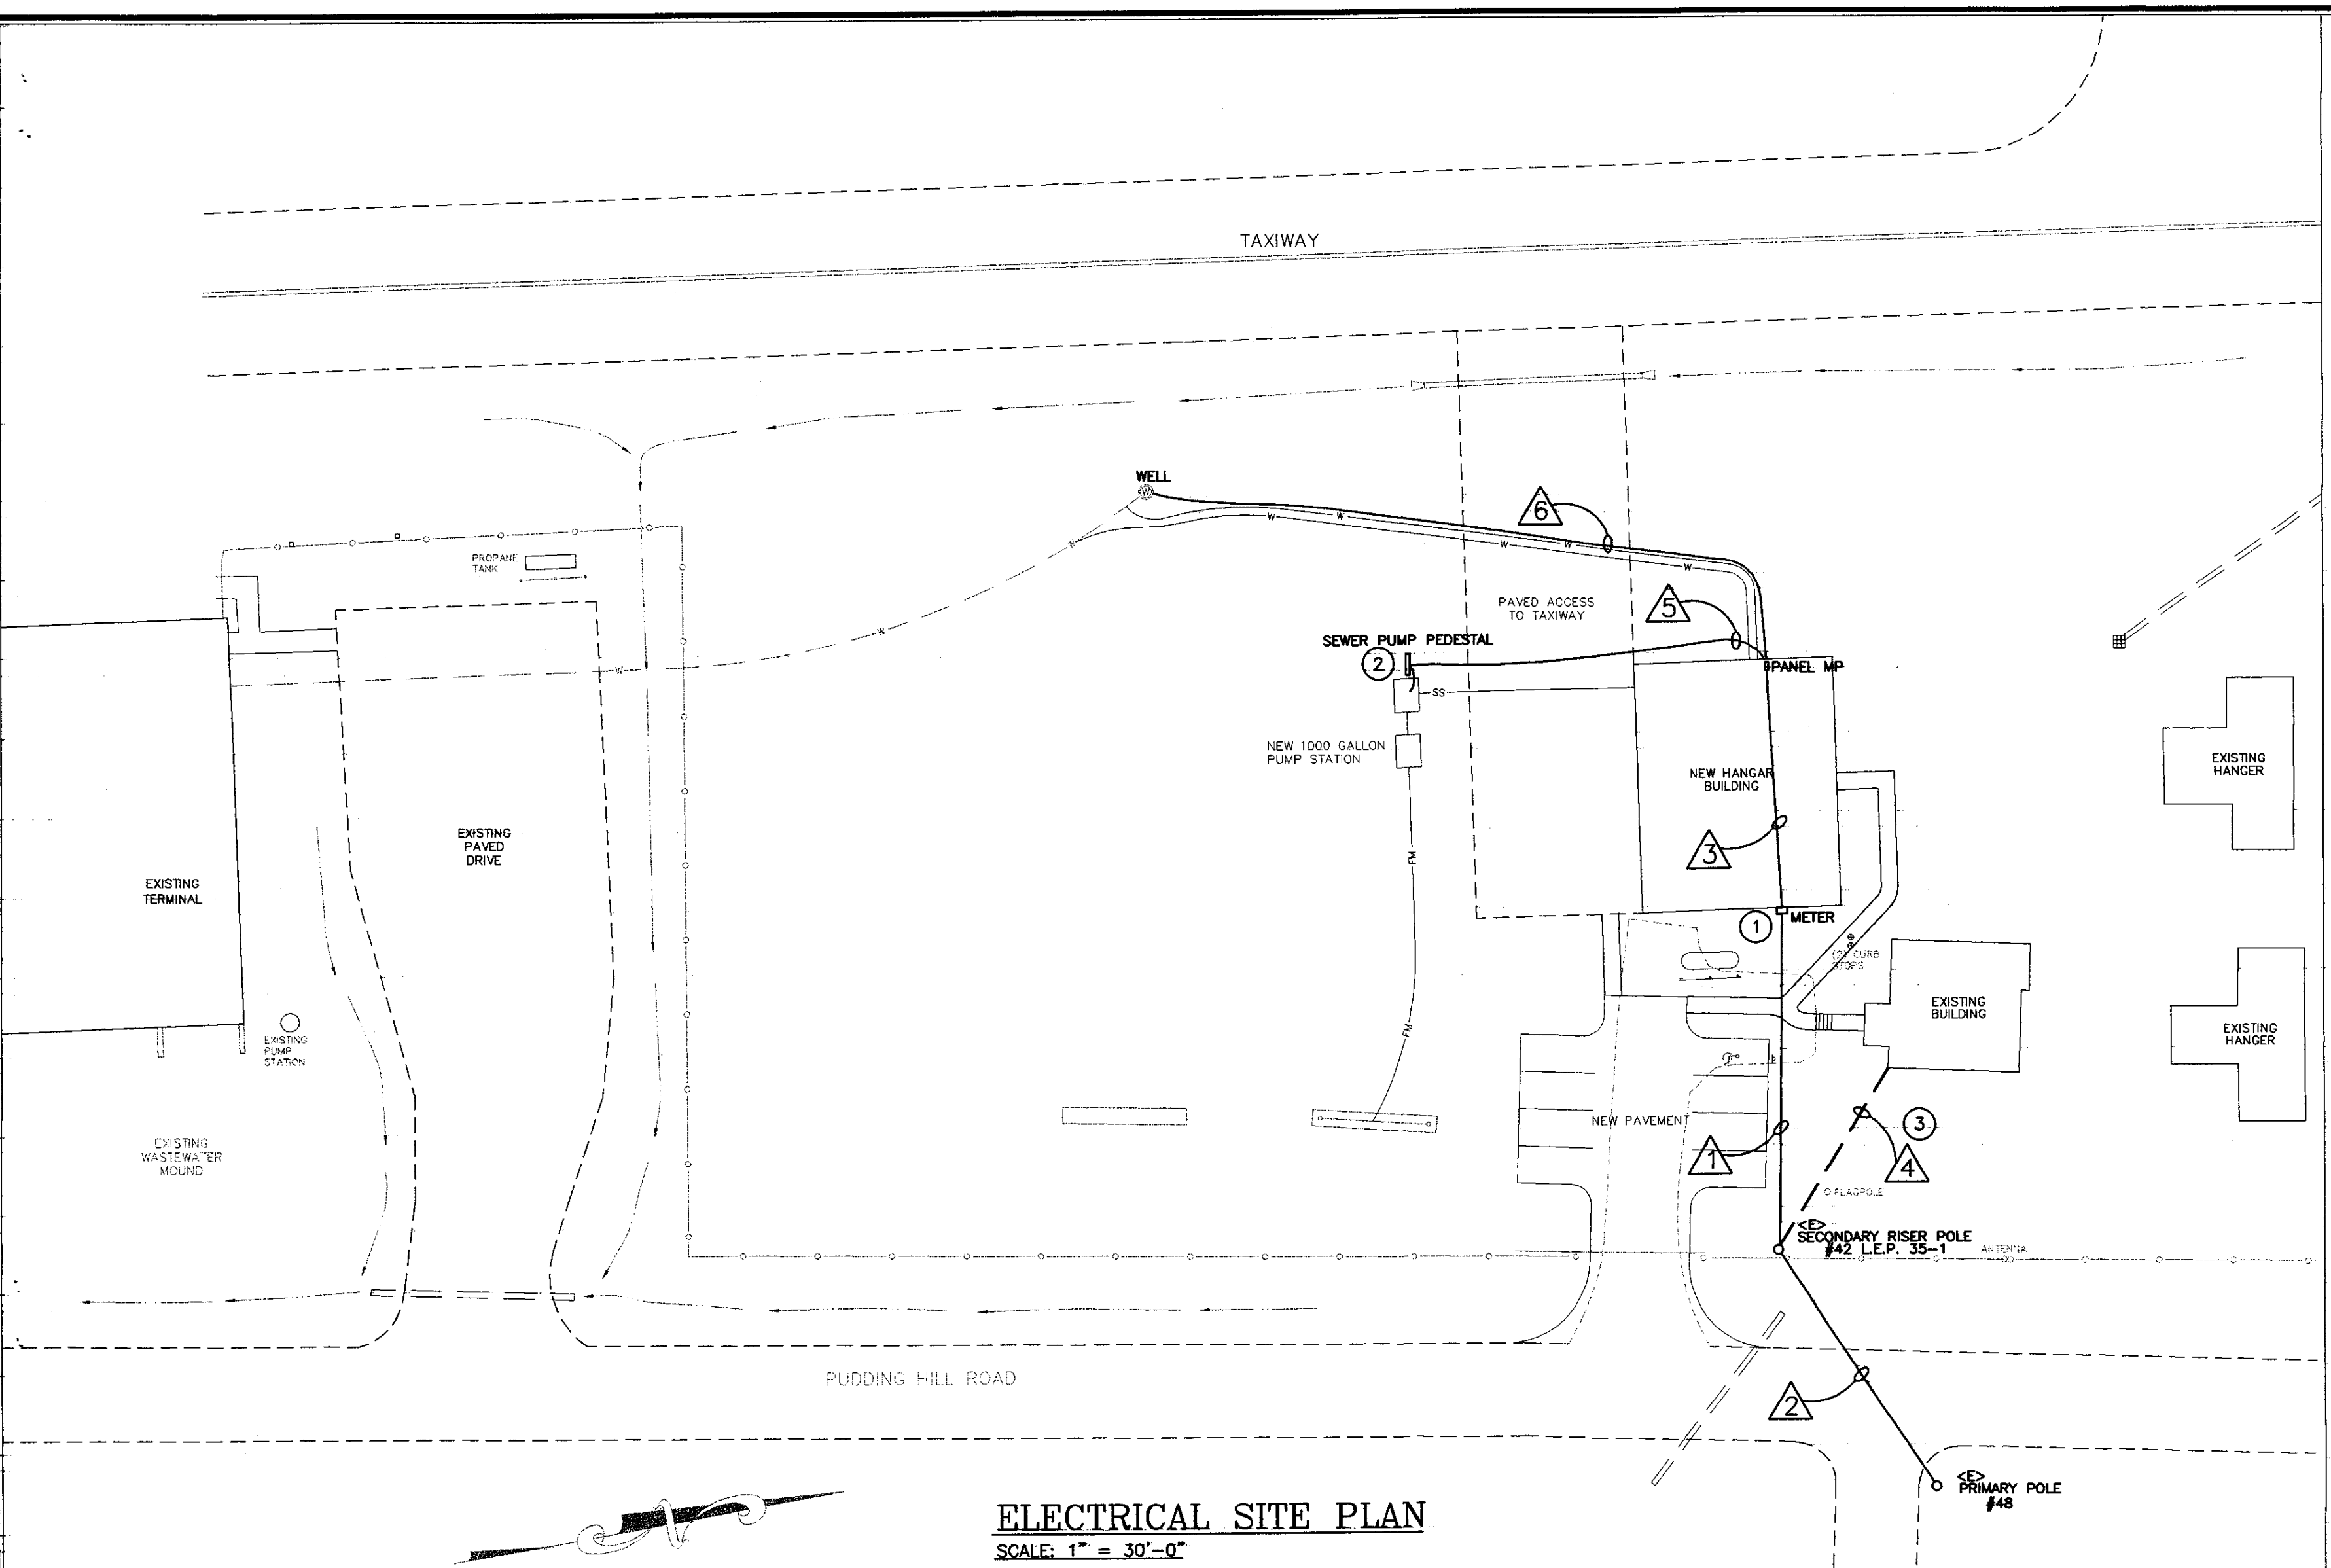 TAXIWAY
WELL
W
W
W
W
W
W
W
W
W
6
PROPANE
TANK
PAVED ACCESS
TO TAXIWAY
5
SEWER PUMP PEDESTAL
2
PANEL MP
SS
NEW 1000 GALLON
PUMP STATION
NEW HANGAR
BUILDING
EXISTING
HANGER
EXISTING
PAVED
DRIVE
3
FM
EXISTING
TERMINAL
1
METER
(2) CURB
STOPS
EXISTING
BUILDING
EXISTING
HANGER
EXISTING
PUMP
STATION
FM
NEW PAVEMENT
3
1
4
EXISTING
WASTEWATER
MOUND
FLAGPOLE
<E>
SECONDARY RISER POLE
#42 L.E.P. 35-1
ANTENNA
PUDDING HILL ROAD
2
<E>
PRIMARY POLE
#48
N
ELECTRICAL SITE PLAN
SCALE: 1" = 30'-0"